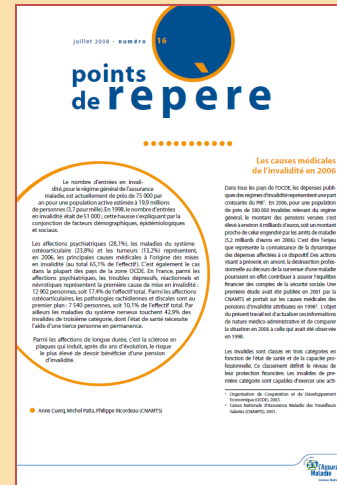 juillet 2008 - numéro 16
points
de repère
Les causes médicales
de l'invalidité en 2006
Le nombre d'entrées en invali-
dité, pour le régime général de l'assurance
maladie, est actuellement de près de 75 000 par
an pour une population active estimée à 19,9 millions
de personnes (3,7 pour mille). En 1998, le nombre d'entrées
en invalidité était de 51 000 ; cette hausse s'expliquant par la
conjonction de facteurs démographiques, épidémiologiques
et sociaux.
Les affections psychiatriques (28,1%), les maladies du système
ostéoarticulaire (23,8%) et les tumeurs (13,2%) représentent,
en 2006, les principales causes médicales à l'origine des mises
en invalidité (au total 65,1% de l'effectif). C'est également le cas
dans la plupart des pays de la zone OCDE. En France, parmi les
affections psychiatriques, les troubles dépressifs, réactionnels et
névrotiques représentent la première cause de mise en invalidité :
12 902 personnes, soit 17,4% de l'effectif total. Parmi les affections
ostéoarticulaires, les pathologies rachidiennes et discales sont au
premier plan : 7 540 personnes, soit 10,1% de l'effectif total. Par
ailleurs les maladies du système nerveux touchent 42,9% des
invalides de troisième catégorie, dont l'état de santé nécessite
l'aide d'une tierce personne en permanence.
Parmi les affections de longue durée, c'est la sclérose en
plaques qui induit, après dix ans d'évolution, le risque
le plus élevé de devoir bénéficier d'une pension
d'invalidité.
Anne Cuerq, Michel Païta, Philippe Ricordeau (CNAMTS)
Dans tous les pays de l'OCDE, les dépenses publi-
ques des régimes d'invalidité représentent une part
croissante du PIB¹. En 2006, pour une population
de près de 580 000 invalides relevant du régime
général, le montant des pensions versées s'est
élevé à environ 4 milliards d'euros, soit un montant
proche de celui engendré par les arrêts de maladie
(5,2 milliards d'euros en 2006). C'est dire l'enjeu
que représente la connaissance de la dynamique
des dépenses affectées à ce dispositif. Des actions
visant à prévenir, en amont, la désinsertion profes-
sionnelle au décours de la survenue d'une maladie
pourraient en effet contribuer à assurer l'équilibre
financier des comptes de la sécurité sociale. Une
première étude avait été publiée en 2001 par la
CNAMTS et portait sur les causes médicales des
pensions d'invalidité attribuées en 1998². L'objet
du présent travail est d'actualiser ces informations
de nature médico-administrative et de comparer
la situation en 2006 à celle qui avait été observée
en 1998.
Les invalides sont classés en trois catégories en
fonction de l'état de santé et de la capacité pro-
fessionnelle. Ce classement définit le niveau de
leur protection financière. Les invalides de pre-
mière catégorie sont capables d'exercer une acti-
¹ Organisation de Coopération et de Développement
Economique (OCDE), 2003.
² Caisse Nationale d'Assurance Maladie des Travailleurs
Salariés (CNAMTS), 2001.
l'Assura
Maladie